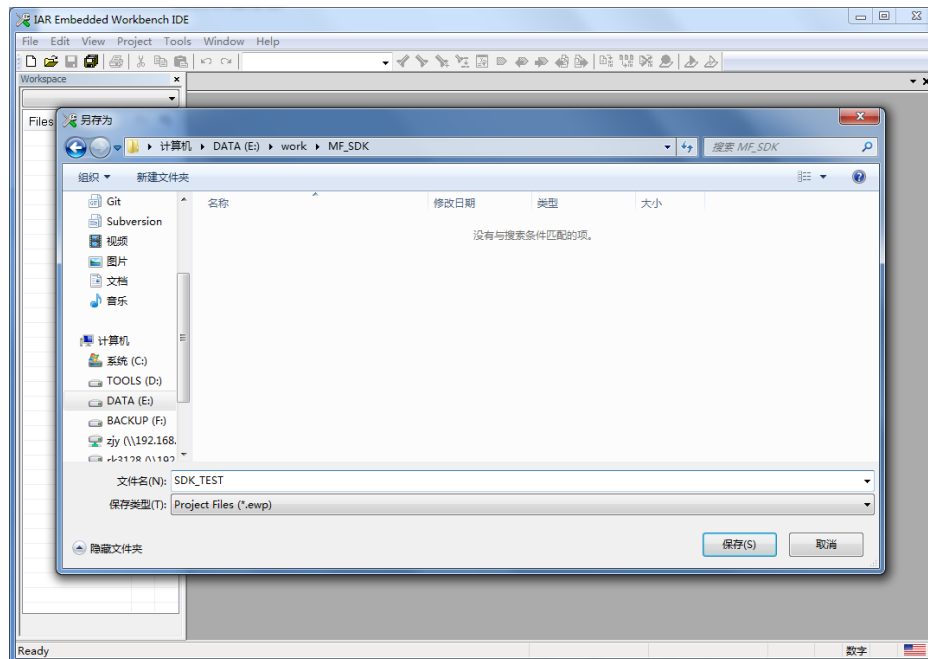 IAR Embedded Workbench IDE
File Edit View Project Tools Window Help
Workspace
Files
另存为
计算机 DATA (E:) work MF_SDK
搜索 MF_SDK
组织 新建文件夹
名称 修改日期 类型 大小
没有与搜索条件匹配的项。
Git
Subversion
视频
图片
文档
音乐
计算机
系统 (C:)
TOOLS (D:)
DATA (E:)
BACKUP (F:)
zjy (\\192.168.
rk3128 (\\192
文件名(N): SDK_TEST
保存类型(T): Project Files (*.ewp)
隐藏文件夹
保存(S) 取消
Ready 数字